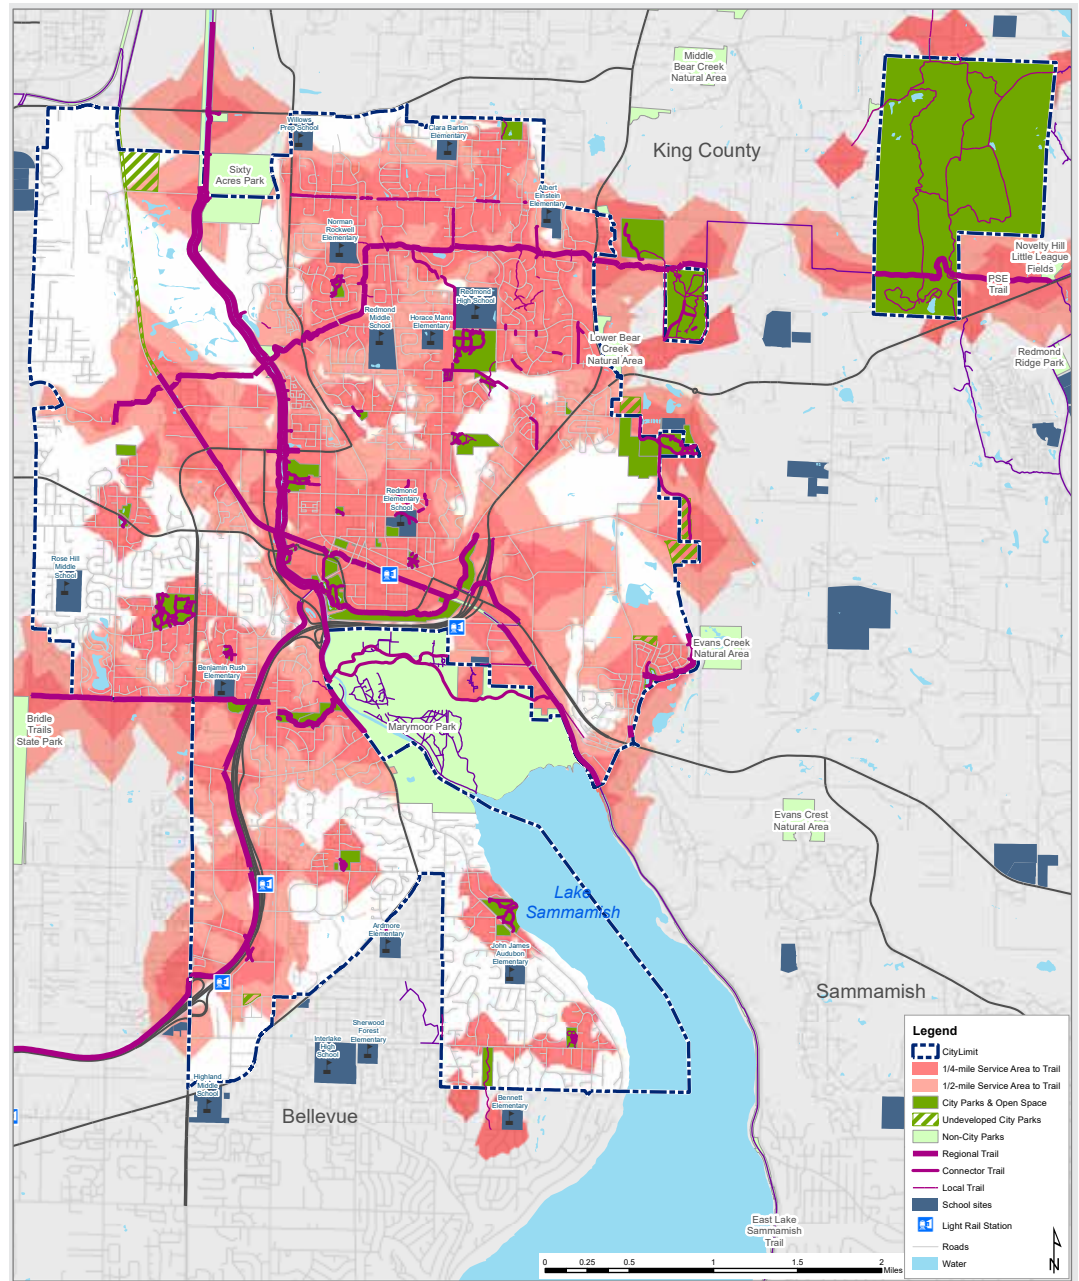 Middle
Bear Creek
Natural Area
Willows
Prep School
Clara Barton
Elementary
King County
Sixty
Acres Park
Albert
Einstein
Elementary
Norman
Rockwell
Elementary
Novelty Hill
Little League
Fields
PSE
Trail
Redmond
High School
Redmond
Middle
School
Horace Mann
Elementary
Lower Bear
Creek
Natural Area
Redmond
Ridge Park
Redmond
Elementary
School
Rose Hill
Middle
School
Evans Creek
Natural Area
Benjamin Rush
Elementary
Bridle
Trails
State Park
Marymoor Park
Evans Crest
Natural Area
Lake
Sammamish
Ardmore
Elementary
John James
Audubon
Elementary
Sammamish
Sherwood
Forest
Elementary
Interlake
High
School
Highland
Middle
School
Bennett
Elementary
Bellevue
East Lake
Sammamish
Trail
Legend
CityLimit
1/4-mile Service Area to Trail
1/2-mile Service Area to Trail
City Parks & Open Space
Undeveloped City Parks
Non-City Parks
Regional Trail
Connector Trail
Local Trail
School sites
Light Rail Station
Roads
Water
0 0.25 0.5 1 1.5 2
Miles
N